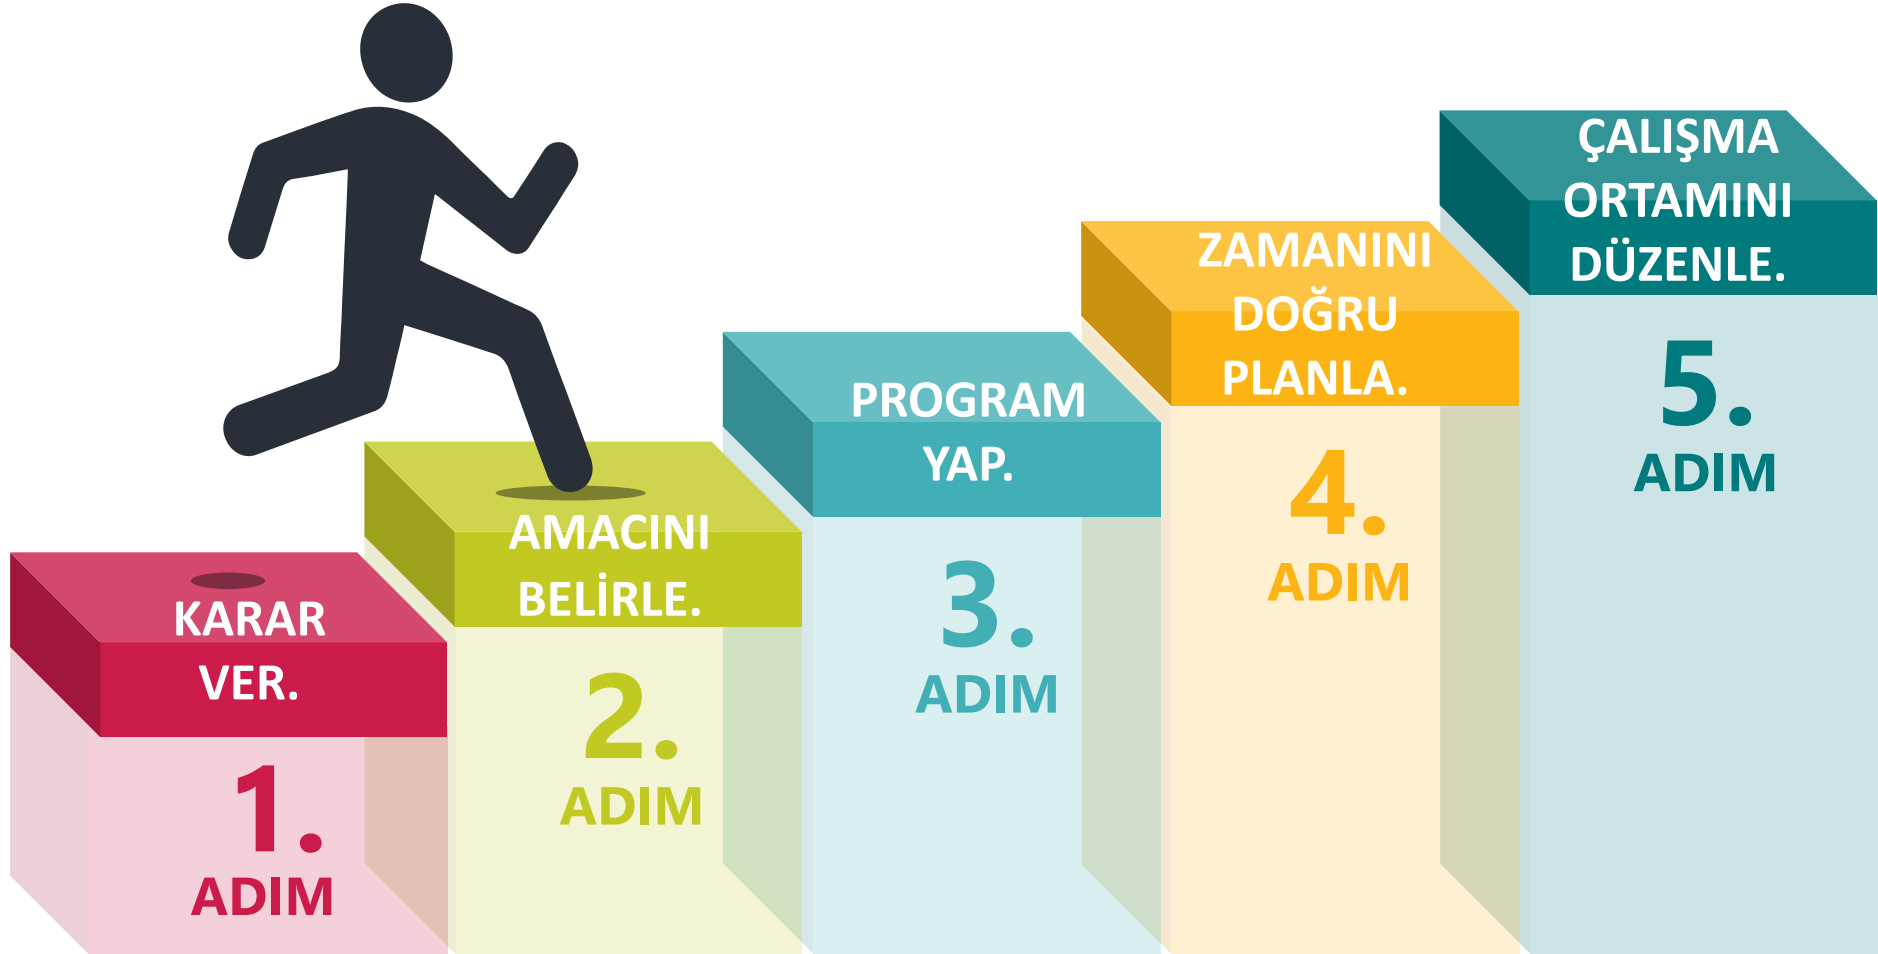 KARAR
VER.
1.
ADIM
AMACINI
BELİRLE.
2.
ADIM
PROGRAM
YAP.
3.
ADIM
ZAMANINI
DOĞRU
PLANLA.
4.
ADIM
ÇALIŞMA
ORTAMINI
DÜZENLE.
5.
ADIM